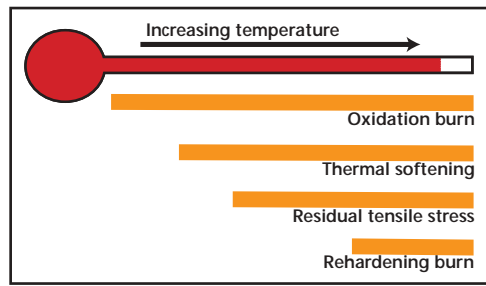 Increasing temperature
Oxidation burn
Thermal softening
Residual tensile stress
Rehardening burn